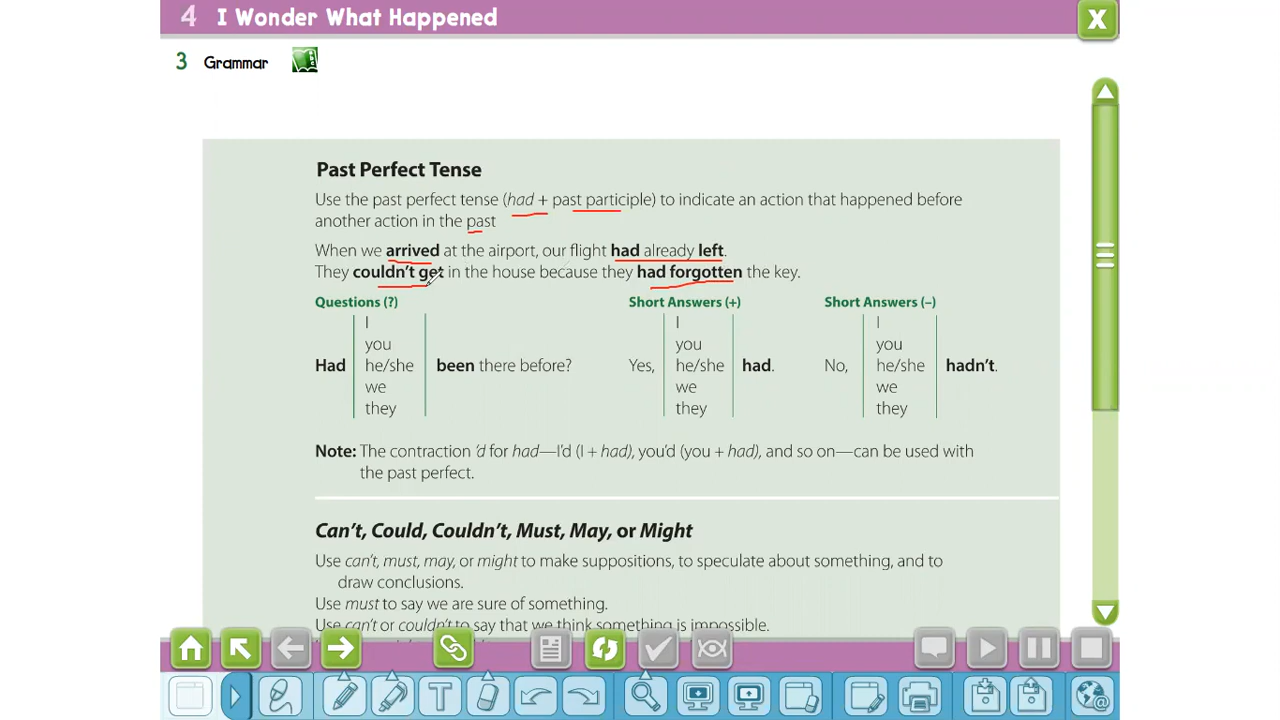 4 I Wonder What Happened
X
3 Grammar
Past Perfect Tense
Use the past perfect tense (had + past participle) to indicate an action that happened before
another action in the past
When we arrived at the airport, our flight had already left.
They couldn't get in the house because they had forgotten the key.
Questions (?) Short Answers (+) Short Answers (–)
I I I
you you you
Had he/she been there before? Yes, he/she had. No, he/she hadn't.
we we we
they they they
Note: The contraction 'd for had—I'd (I + had), you'd (you + had), and so on—can be used with
the past perfect.
Can't, Could, Couldn't, Must, May, or Might
Use can't, must, may, or might to make suppositions, to speculate about something, and to
draw conclusions.
Use must to say we are sure of something.
Use can't or couldn't to say that we think something is impossible.
T